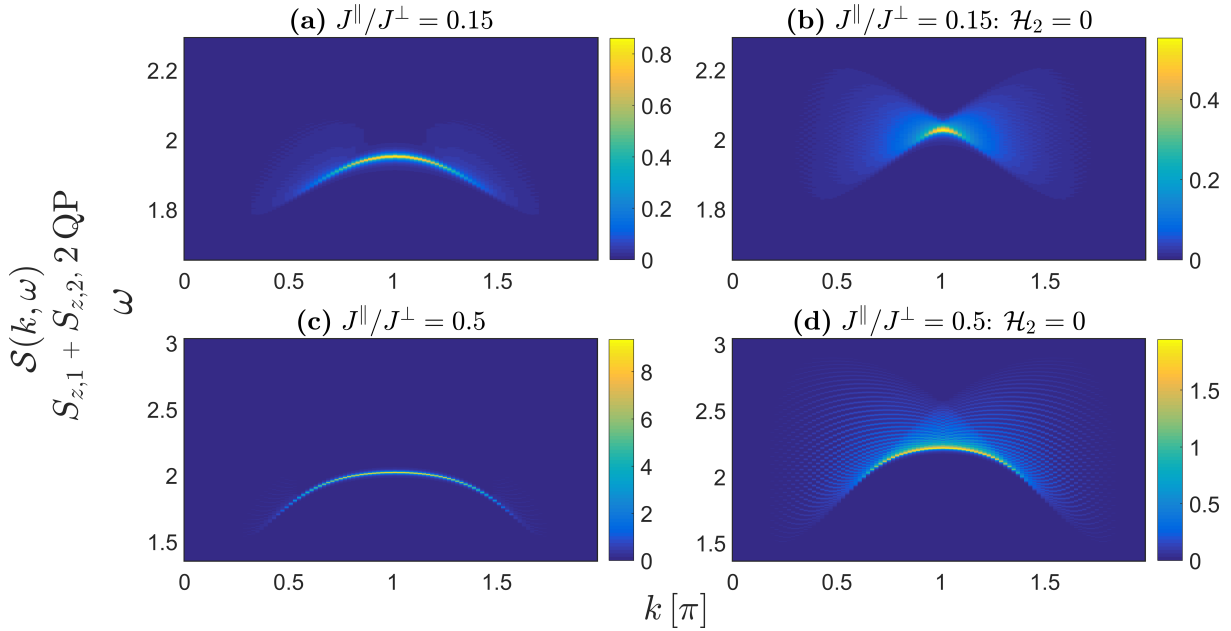 𝒮(k, ω)
S_{z,1} + S_{z,2}, 2 QP
ω
(a) J^∥/J^⊥ = 0.15
2.2
2
1.8
0 0.5 1 1.5
0.8
0.6
0.4
0.2
0
(b) J^∥/J^⊥ = 0.15: ℋ_2 = 0
2.2
2
1.8
0 0.5 1 1.5
0.4
0.2
0
(c) J^∥/J^⊥ = 0.5
3
2.5
2
1.5
0 0.5 1 1.5
8
6
4
2
0
(d) J^∥/J^⊥ = 0.5: ℋ_2 = 0
3
2.5
2
1.5
0 0.5 1 1.5
1.5
1
0.5
0
k [π]